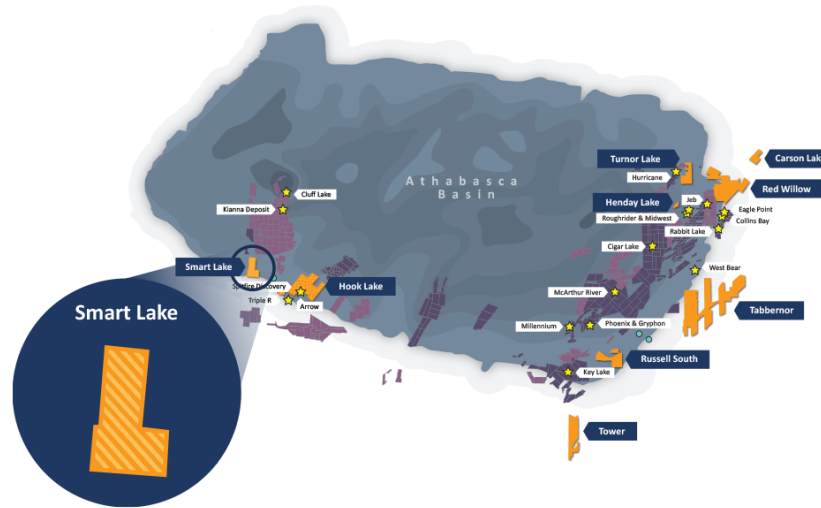 Turnor Lake
Carson Lak
Hurricane
Red Willow
Athabasca
Basin
Cluff Lake
Kianna Deposit
Henday Lake
Jeb
Eagle Point
Roughrider & Midwest
Collins Bay
Rabbit Lake
Cigar Lake
Smart Lake
West Bear
Spitfire Discovery
Hook Lake
McArthur River
Triple R
Arrow
Tabbernor
Smart Lake
Millennium
Phoenix & Gryphon
Russell South
Key Lake
Tower